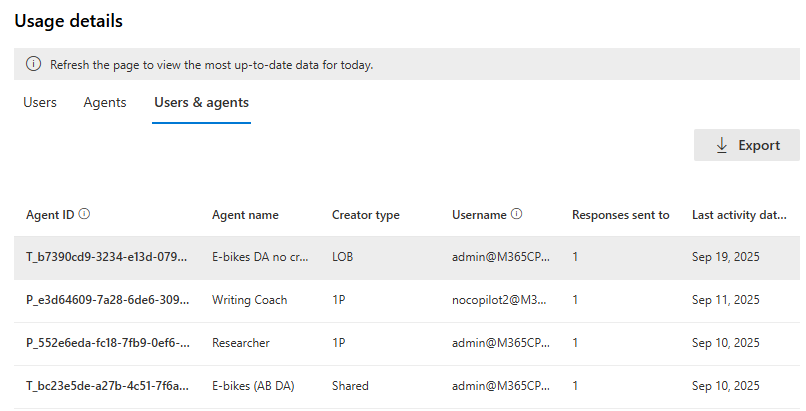 Usage details
Refresh the page to view the most up-to-date data for today.
Users Agents Users & agents
Export
Agent ID Agent name Creator type Username Responses sent to Last activity dat...
T_b7390cd9-3234-e13d-079... E-bikes DA no cr... LOB admin@M365CP... 1 Sep 19, 2025
P_e3d64609-7a28-6de6-309... Writing Coach 1P nocopilot2@M3... 1 Sep 11, 2025
P_552e6eda-fc18-7fb9-0ef6-... Researcher 1P admin@M365CP... 1 Sep 10, 2025
T_bc23e5de-a27b-4c51-7f6a... E-bikes (AB DA) Shared admin@M365CP... 1 Sep 10, 2025